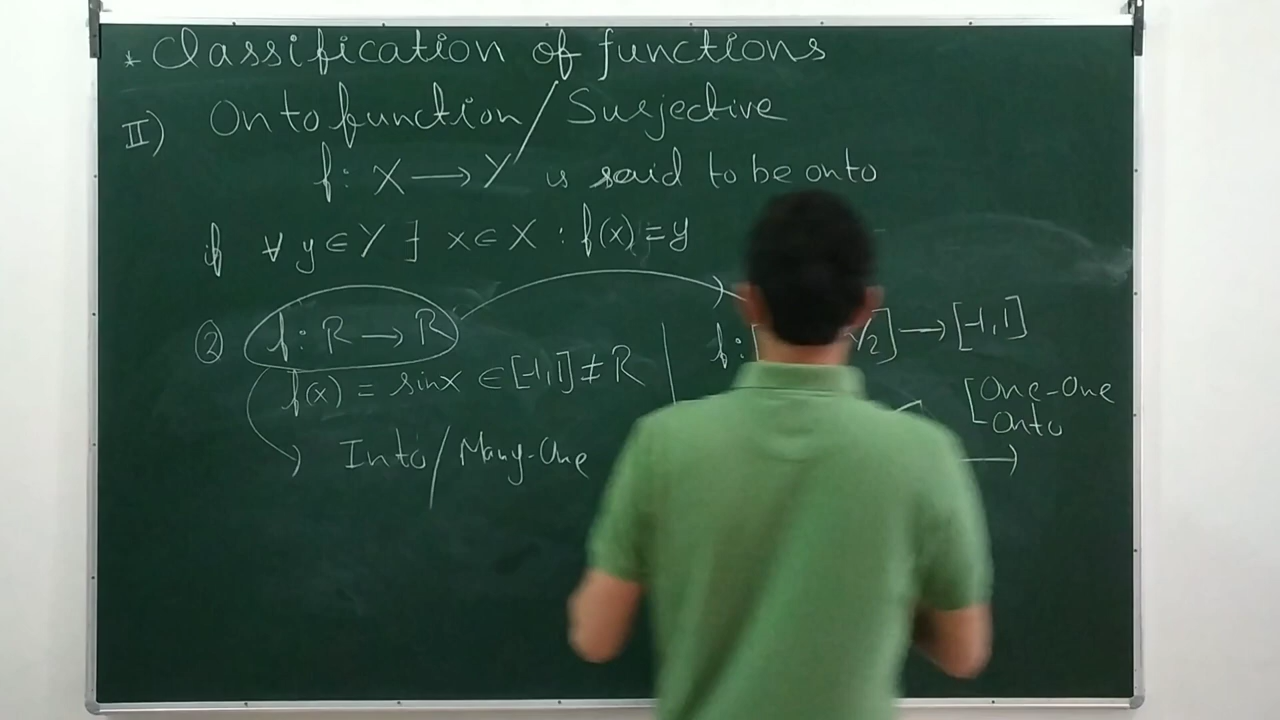 * Classification of functions
II) Onto function / Surjective
f: X → Y is said to be onto
if ∀ y ∈ Y ∃ x ∈ X : f(x) = y
② f: R → R
f(x) = sinx ∈ [-1,1] ≠ R
Into / Many-One
f: [ /2] → [-1,1]
[One-One
Onto